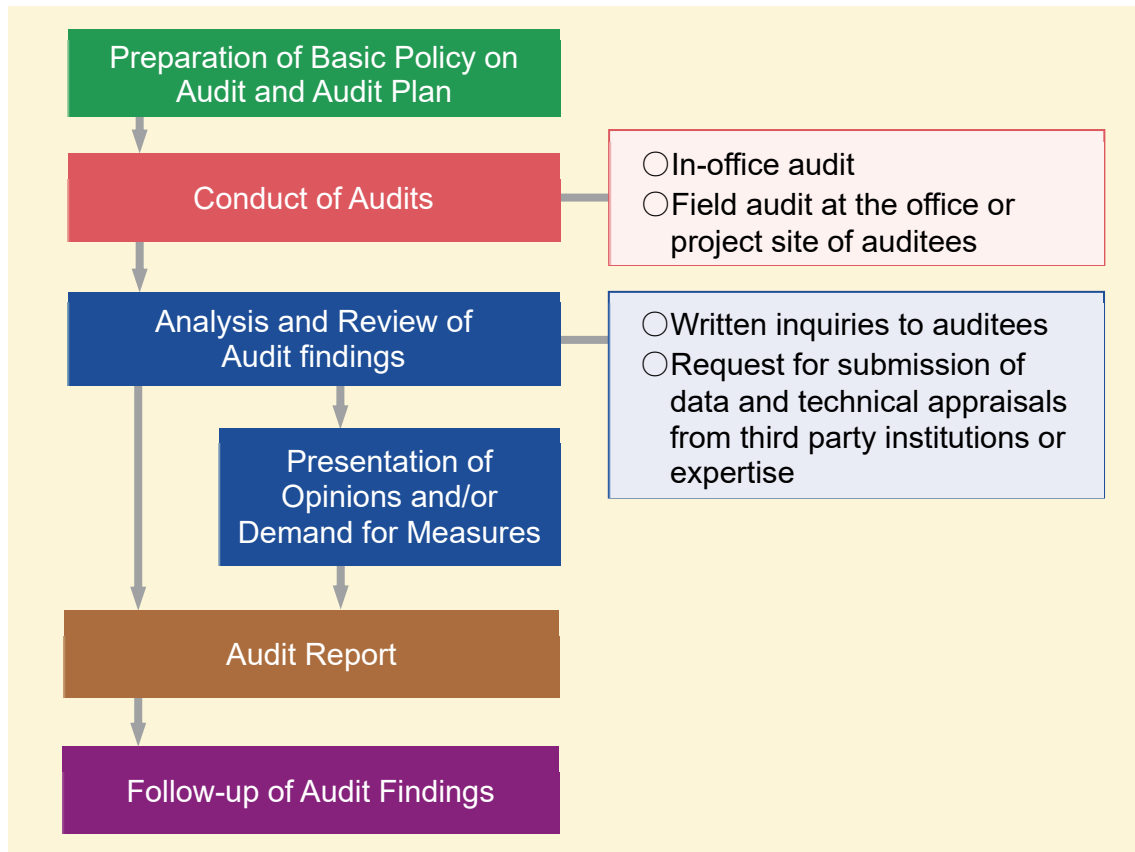 Preparation of Basic Policy on
Audit and Audit Plan
Conduct of Audits
○In-office audit
○Field audit at the office or
project site of auditees
Analysis and Review of
Audit findings
○Written inquiries to auditees
○Request for submission of
data and technical appraisals
from third party institutions or
expertise
Presentation of
Opinions and/or
Demand for Measures
Audit Report
Follow-up of Audit Findings